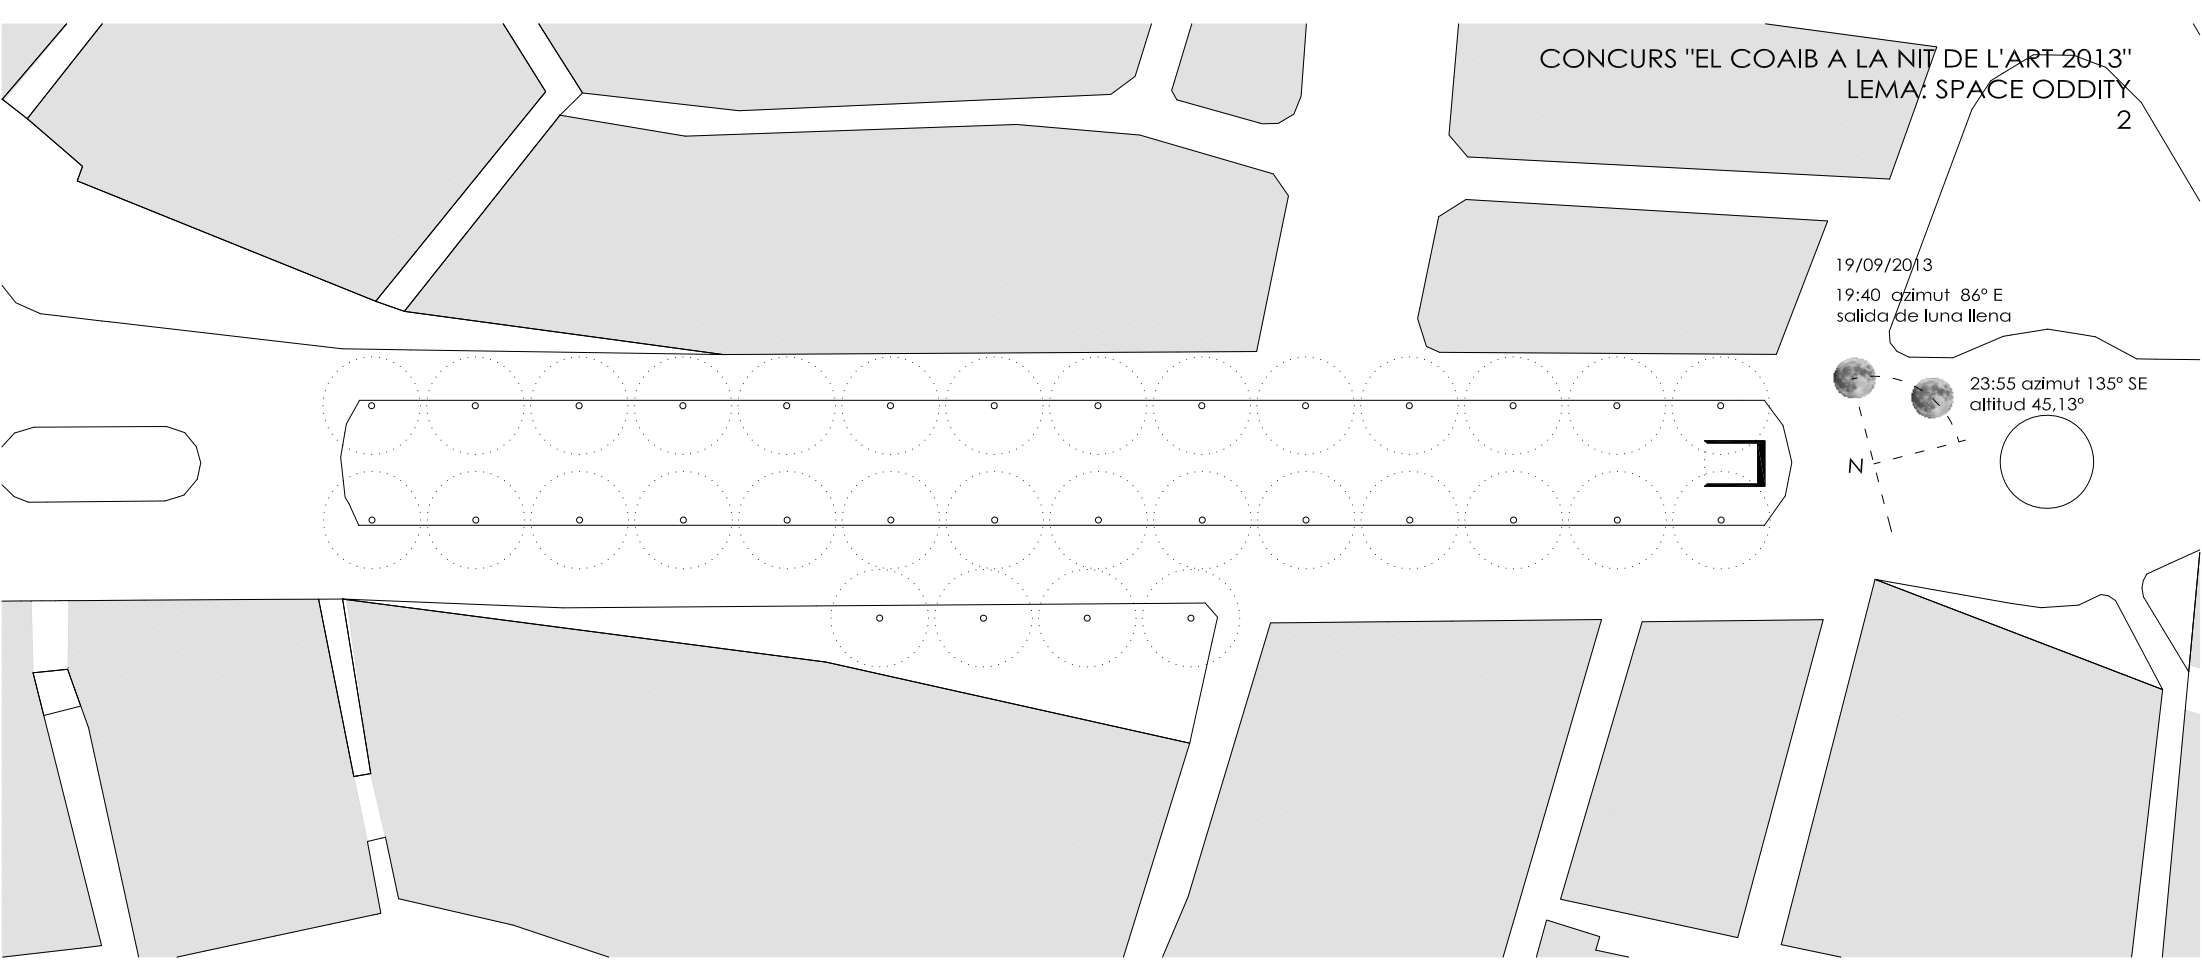 CONCURS "EL COAIB A LA NIT DE L'ART 2013"
LEMA: SPACE ODDITY
2
19/09/2013
19:40 azimut 86º E
salida de luna llena
23:55 azimut 135º SE
altitud 45,13º
N